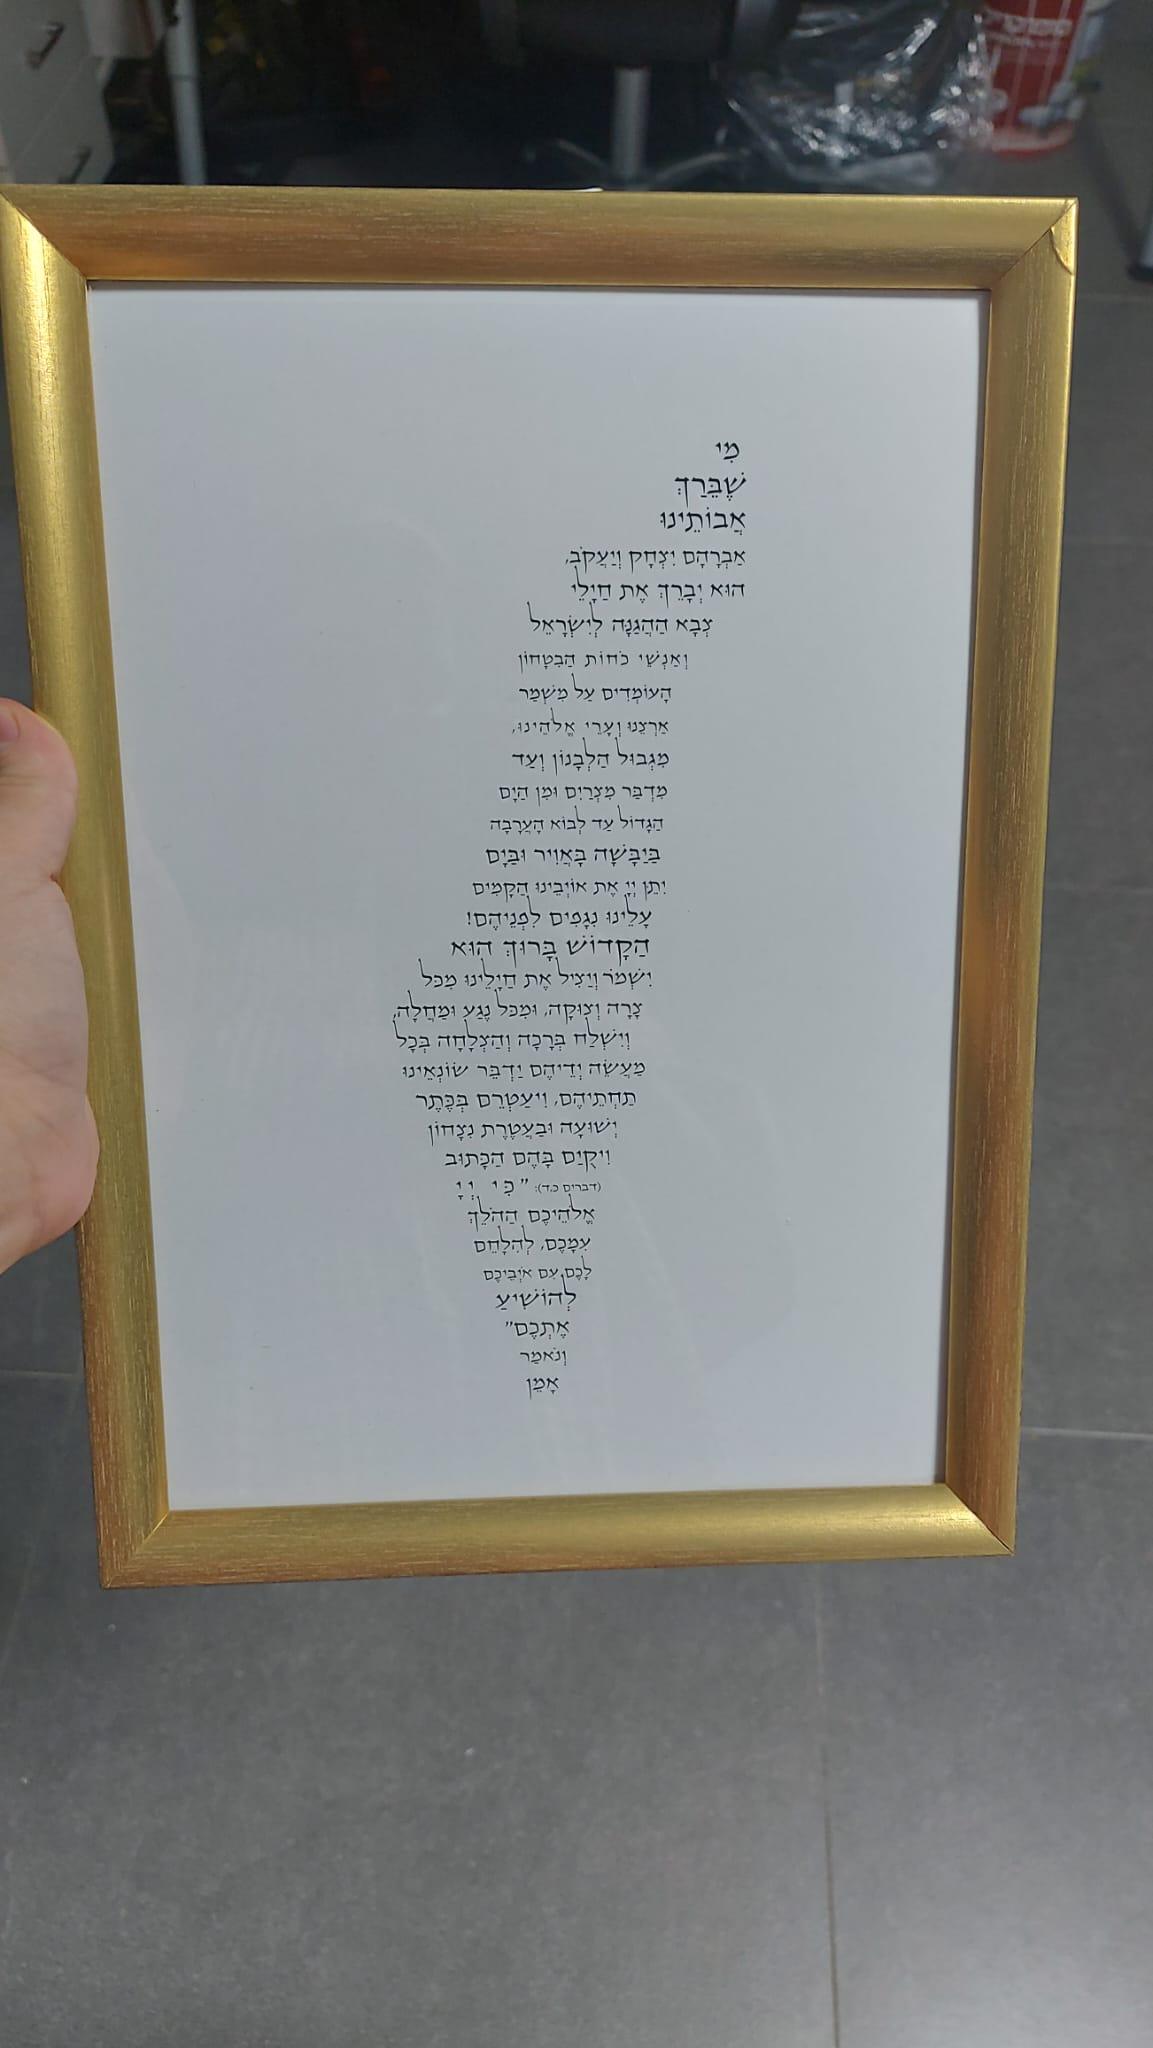 מִי
שֶׁבֵּרַךְ
אֲבוֹתֵינוּ
אַבְרָהָם יִצְחָק וְיַעֲקֹב,
הוּא יְבָרֵךְ אֶת חַיָּלֵי
צְבָא הַהֲגַנָּה לְיִשְׂרָאֵל
וְאַנְשֵׁי כֹּחוֹת הַבִּטָּחוֹן
הָעוֹמְדִים עַל מִשְׁמַר
אַרְצֵנוּ וְעָרֵי אֱלֹהֵינוּ,
מִגְּבוּל הַלְּבָנוֹן וְעַד
מִדְבַּר מִצְרַיִם וּמִן הַיָּם
הַגָּדוֹל עַד לְבוֹא הָעֲרָבָה
בַּיַּבָּשָׁה בָּאֲוִיר וּבַיָּם
יִתֵּן יְיָ אֶת אוֹיְבֵינוּ הַקָּמִים
עָלֵינוּ נִגָּפִים לִפְנֵיהֶם!
הַקָּדוֹשׁ בָּרוּךְ הוּא
יִשְׁמֹר וְיַצִּיל אֶת חַיָּלֵינוּ מִכֹּל
צָרָה וְצוּקָה, וּמִכֹּל נֶגַע וּמַחֲלָה,
וְיִשְׁלַח בְּרָכָה וְהַצְלָחָה בְּכָל
מַעֲשֵׂה יְדֵיהֶם יַדְבֵּר שׂוֹנְאֵינוּ
תַּחְתֵּיהֶם, וִיעַטְּרֵם בְּכֶתֶר
יְשׁוּעָה וּבַעֲטֶרֶת נִצָּחוֹן
וִיקֻיַּם בָּהֶם הַכָּתוּב
(דברים כ,ד): "כִּי יְיָ
אֱלֹהֵיכֶם הַהֹלֵךְ
עִמָּכֶם, לְהִלָּחֵם
לָכֶם עִם אֹיְבֵיכֶם
לְהוֹשִׁיעַ
אֶתְכֶם"
וְנֹאמַר
אָמֵן